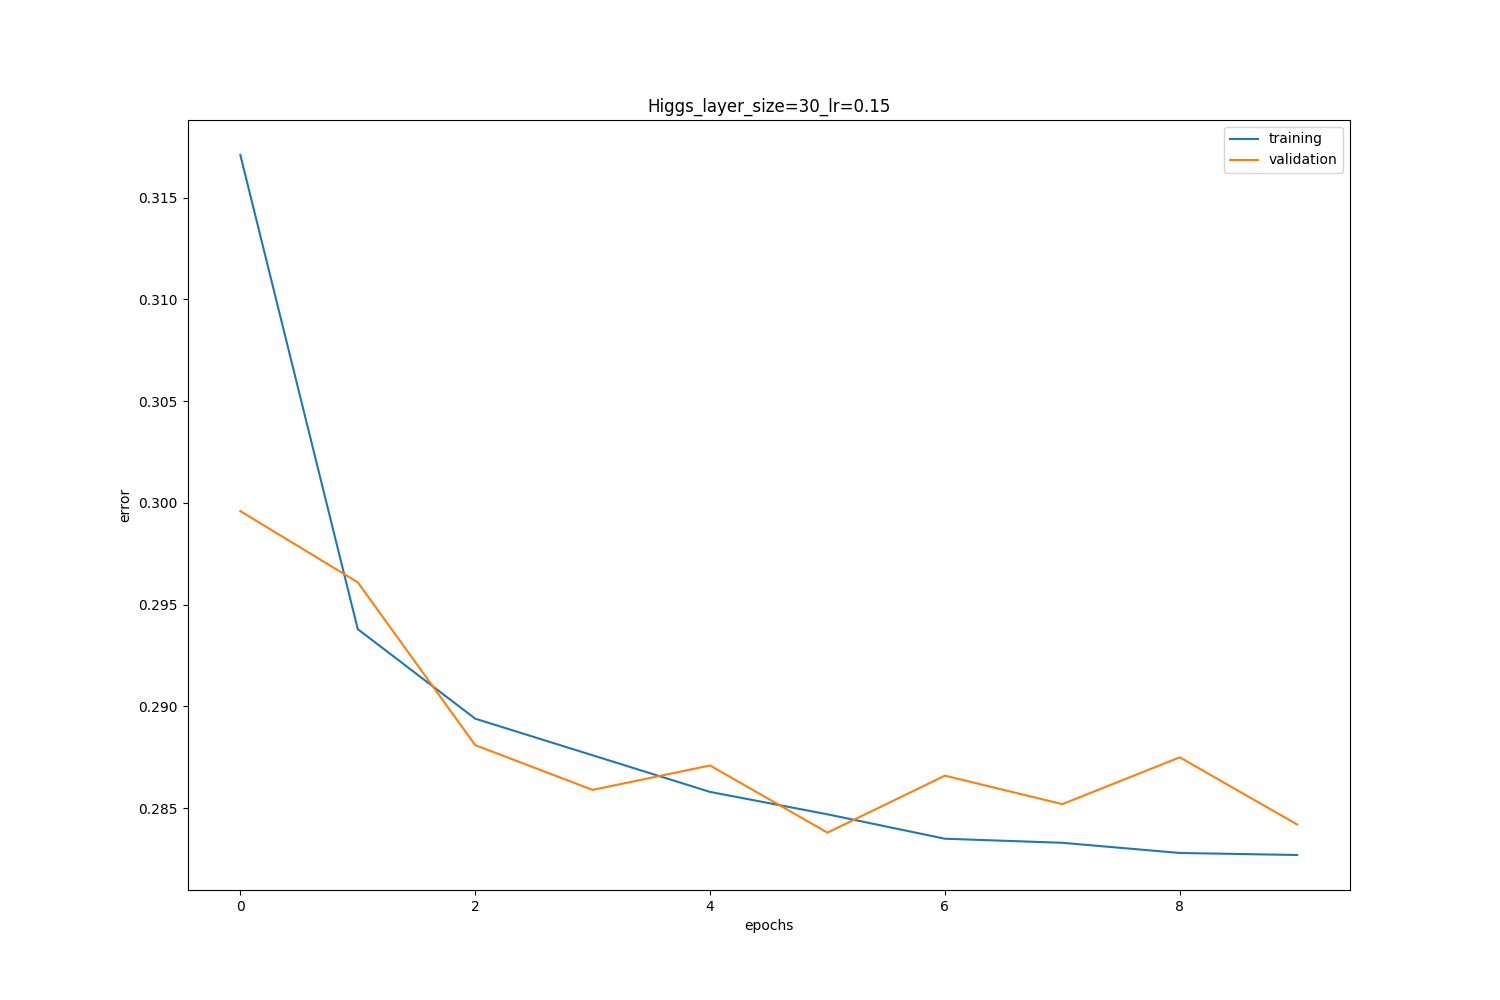 Higgs_layer_size=30_lr=0.15
training
validation
0.315
0.310
0.305
0.300
0.295
0.290
0.285
error
0 2 4 6 8
epochs